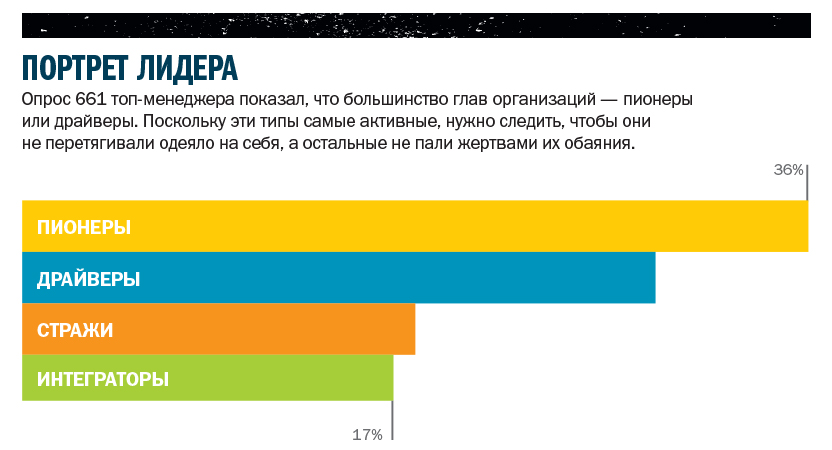 ПОРТРЕТ ЛИДЕРА
Опрос 661 топ-менеджера показал, что большинство глав организаций — пионеры
или драйверы. Поскольку эти типы самые активные, нужно следить, чтобы они
не перетягивали одеяло на себя, а остальные не пали жертвами их обаяния.
36%
ПИОНЕРЫ
ДРАЙВЕРЫ
СТРАЖИ
ИНТЕГРАТОРЫ
17%